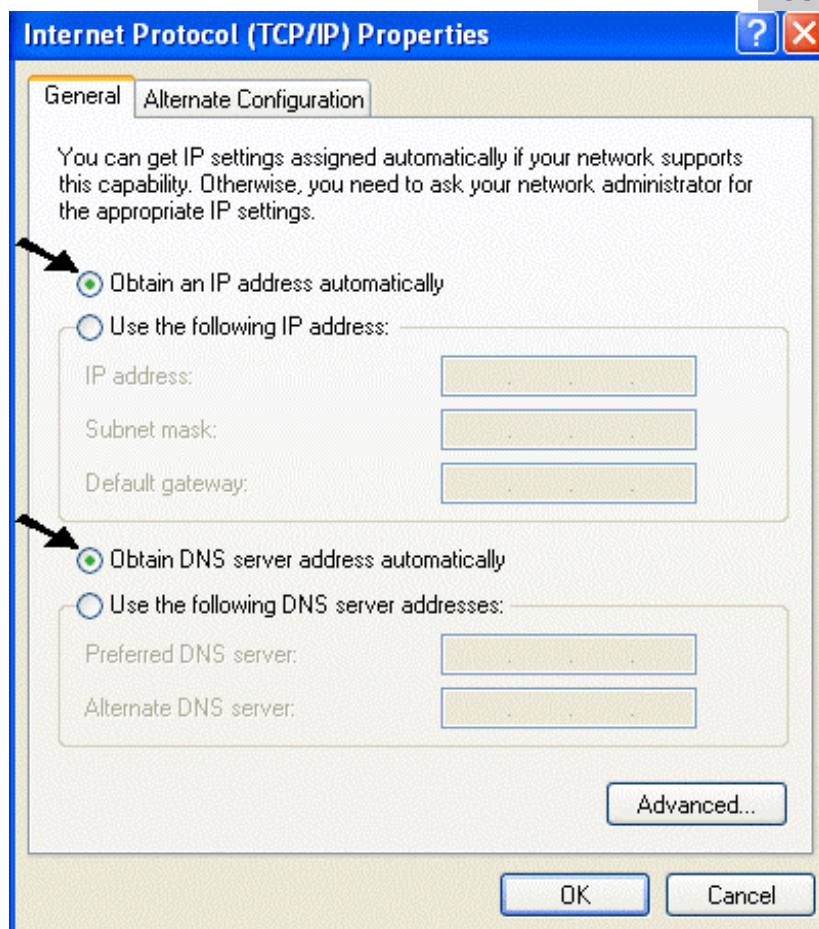 Internet Protocol (TCP/IP) Properties
General
Alternate Configuration
You can get IP settings assigned automatically if your network supports
this capability. Otherwise, you need to ask your network administrator for
the appropriate IP settings.
Obtain an IP address automatically
Use the following IP address:
IP address:
Subnet mask:
Default gateway:
Obtain DNS server address automatically
Use the following DNS server addresses:
Preferred DNS server:
Alternate DNS server:
Advanced...
OK
Cancel